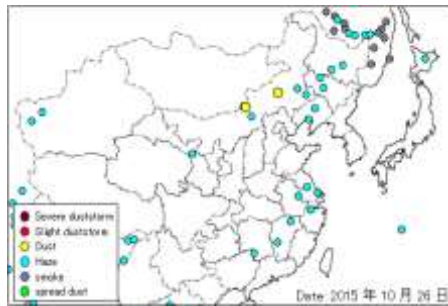 Severe duststorm
Slight duststorm
Dust
Haze
smoke
spread dust
Date 2015 年 10 月 26 日